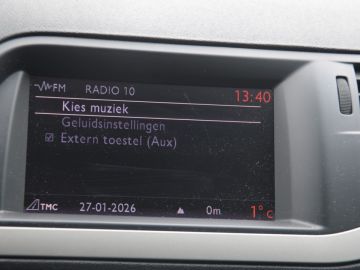 FM RADIO 10 13:40
Kies muziek
Geluidsinstellingen
Extern toestel (Aux)
TMC 27-01-2026 0m 1°c